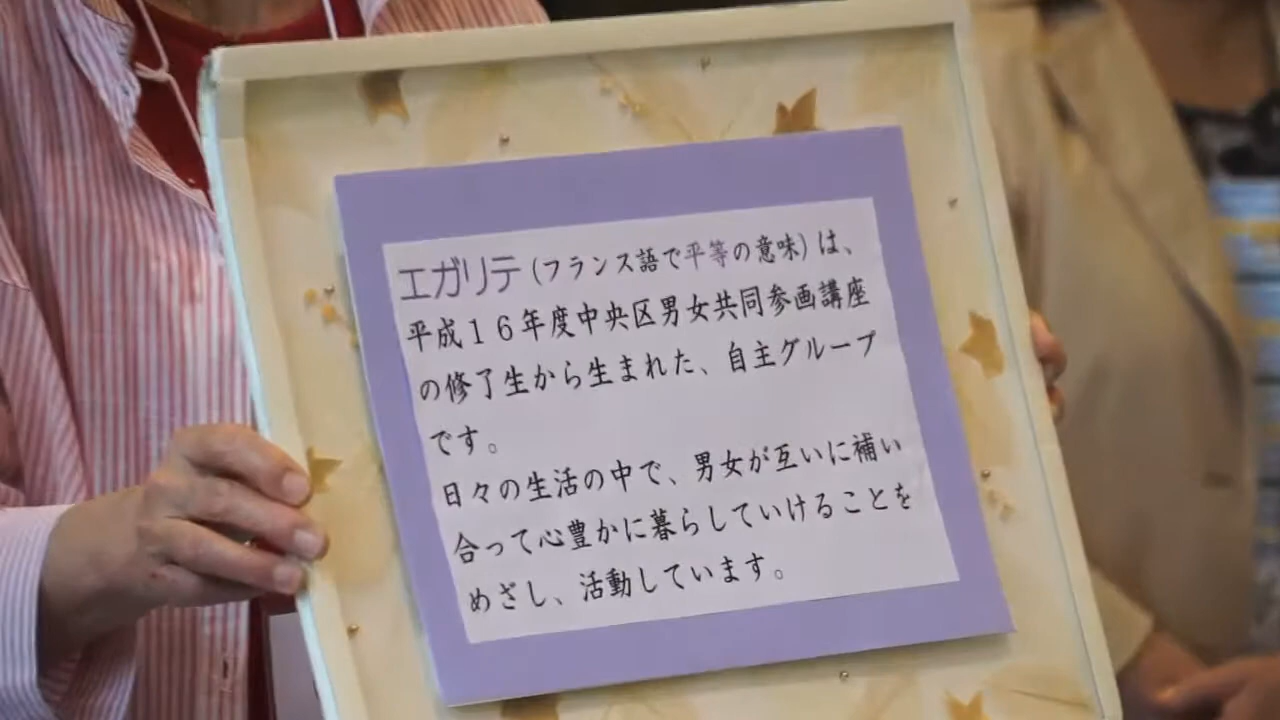 エガリテ(フランス語で平等の意味)は、
平成16年度中央区男女共同参画講座
の修了生から生まれた、自主グループ
です。
日々の生活の中で、男女が互いに補い
合って心豊かに暮らしていけることを
めざし、活動しています。